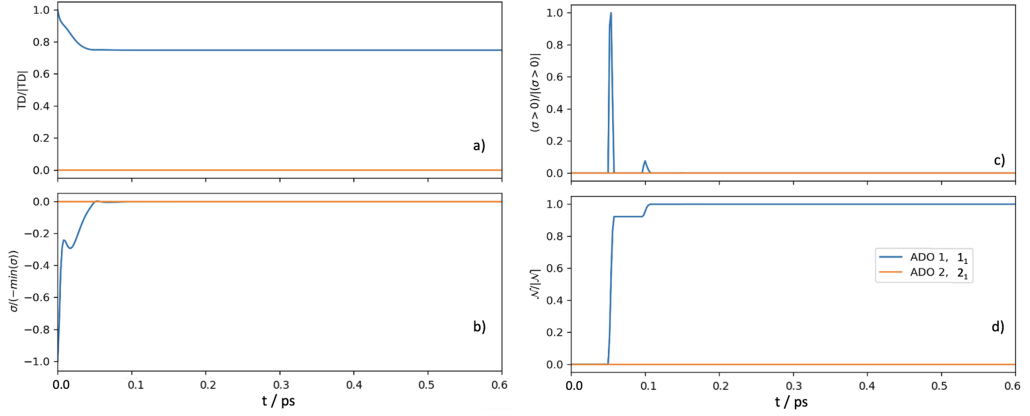 1.0
0.8
0.6
0.4
0.2
0.0
TD/|TD|
a)
0.0
−0.2
−0.4
−0.6
−0.8
−1.0
σ/(−min(σ))
b)
0.0 0.1 0.2 0.3 0.4 0.5 0.6
t / ps
1.0
0.8
0.6
0.4
0.2
0.0
(σ > 0)/|(σ > 0)|
c)
1.0
0.8
0.6
0.4
0.2
0.0
𝒩/|𝒩|
ADO 1, 1₁
ADO 2, 2₁
d)
0.0 0.1 0.2 0.3 0.4 0.5 0.6
t / ps